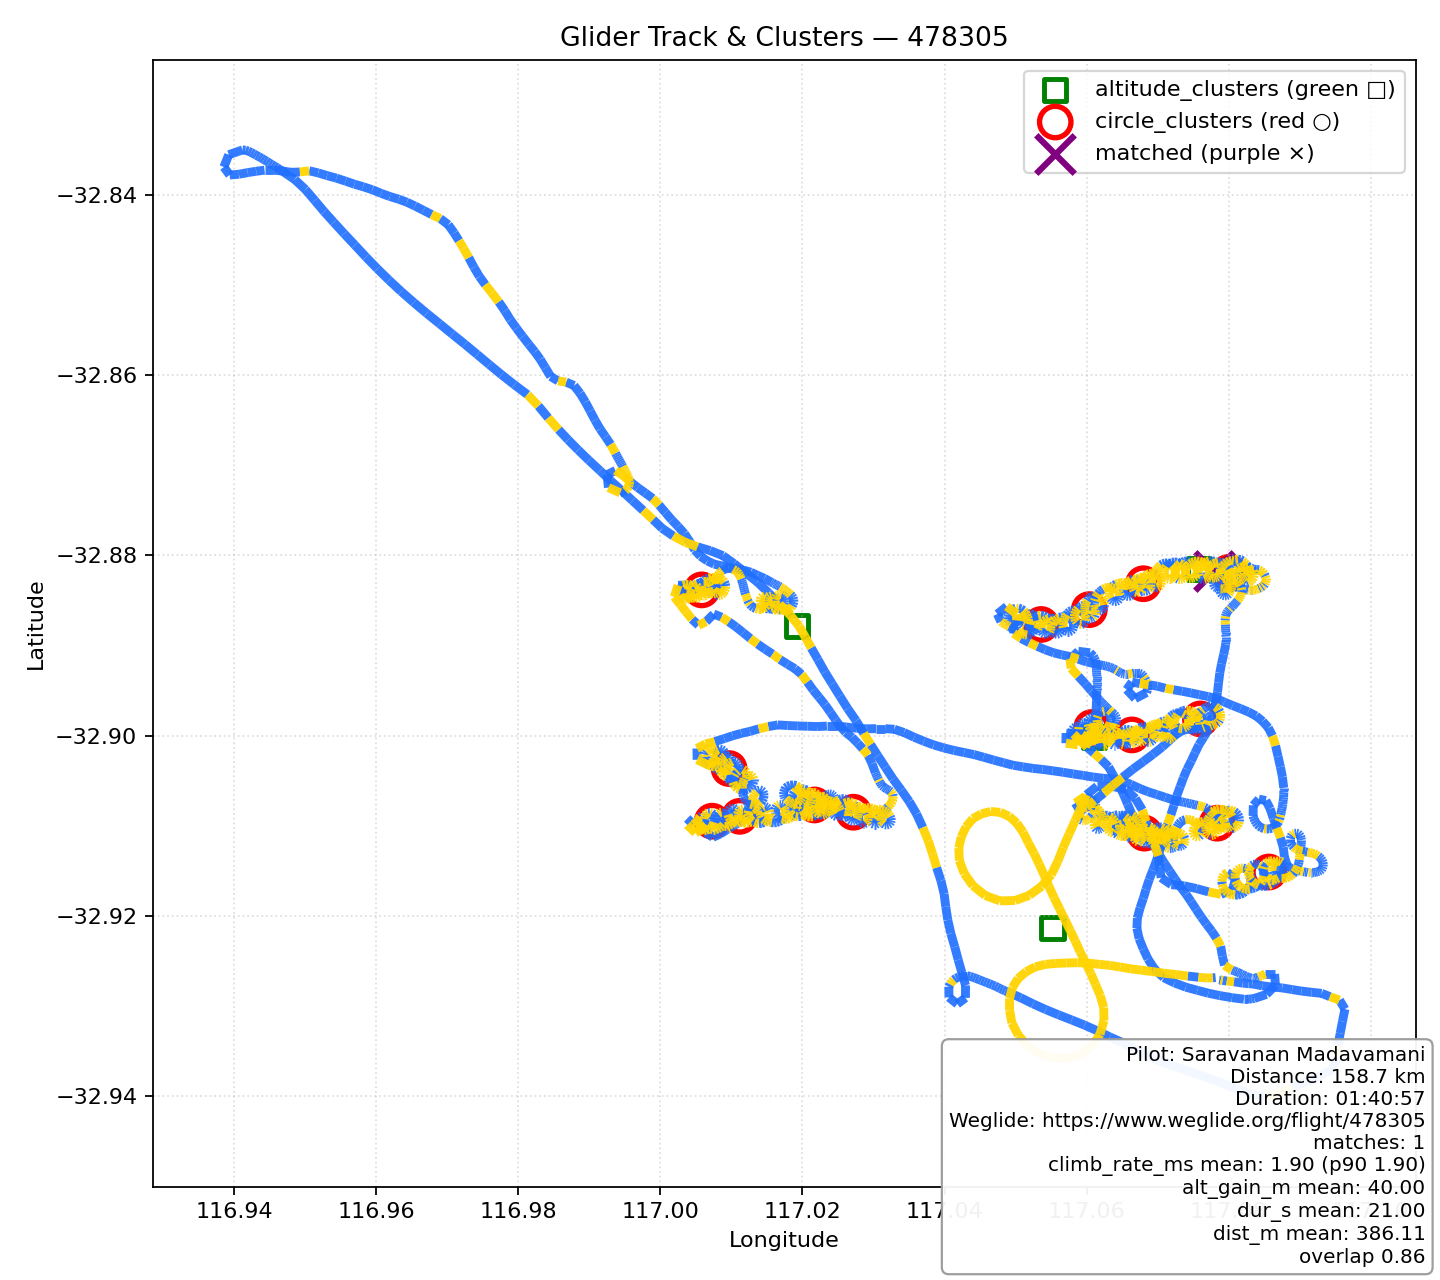 Glider Track & Clusters — 478305
altitude_clusters (green □)
circle_clusters (red ○)
matched (purple ×)
−32.84
−32.86
−32.88
−32.90
−32.92
−32.94
Latitude
116.94
116.96
116.98
117.00
117.02
117.04
117.06
Longitude
Pilot: Saravanan Madavamani
Distance: 158.7 km
Duration: 01:40:57
Weglide: https://www.weglide.org/flight/478305
matches: 1
climb_rate_ms mean: 1.90 (p90 1.90)
alt_gain_m mean: 40.00
dur_s mean: 21.00
dist_m mean: 386.11
overlap 0.86